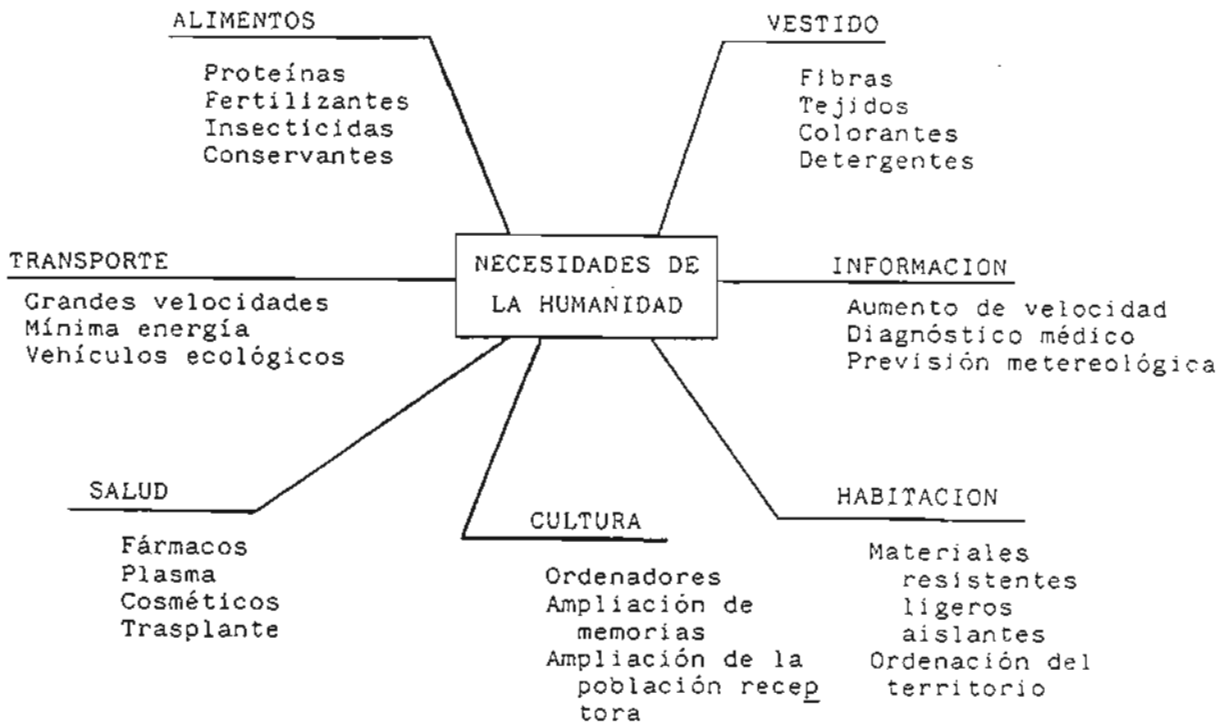 ALIMENTOS
Proteínas
Fertilizantes
Insecticidas
Conservantes
VESTIDO
Fibras
Tejidos
Colorantes
Detergentes
TRANSPORTE
Grandes velocidades
Mínima energía
Vehículos ecológicos
NECESIDADES DE
LA HUMANIDAD
INFORMACION
Aumento de velocidad
Diagnóstico médico
Previsión metereológica
SALUD
Fármacos
Plasma
Cosméticos
Trasplante
CULTURA
Ordenadores
Ampliación de
memorias
Ampliación de la
población recep
tora
HABITACION
Materiales
resistentes
ligeros
aislantes
Ordenación del
territorio